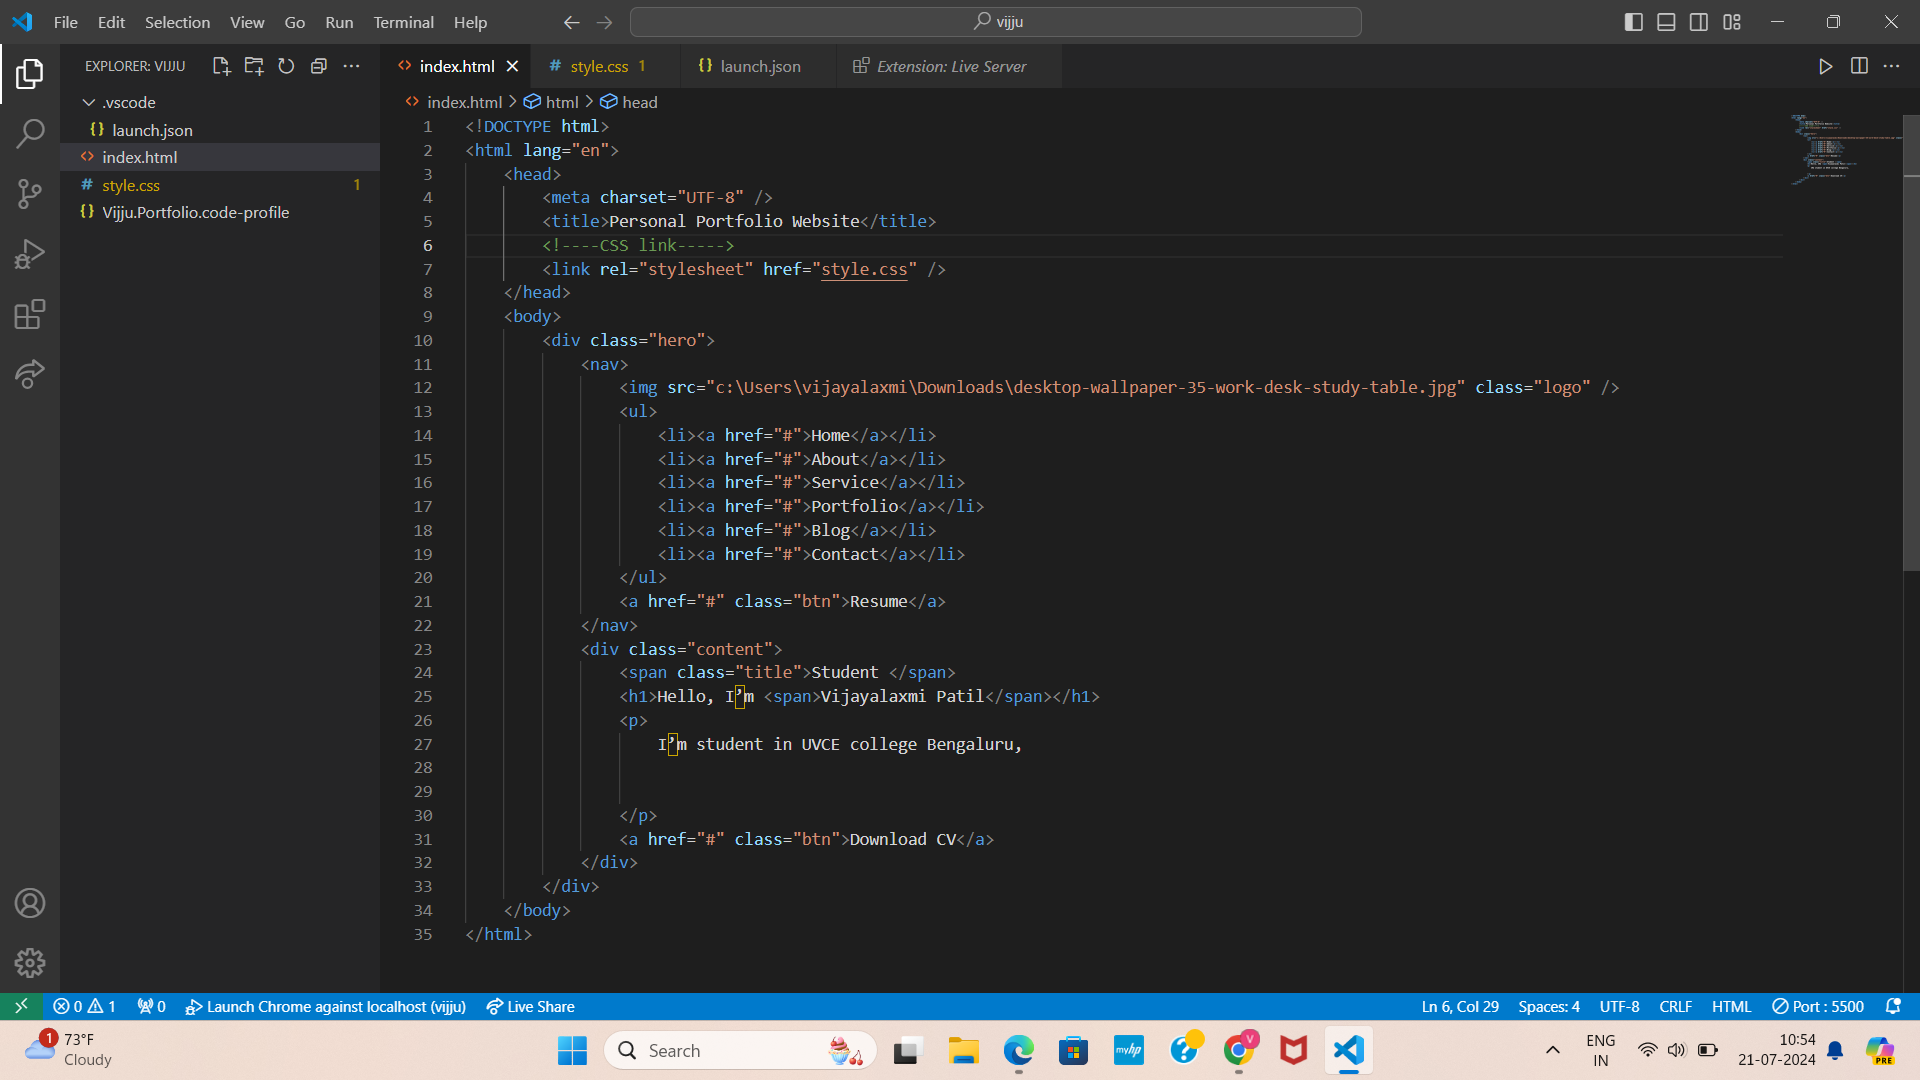 File Edit Selection View Go Run Terminal Help
vijju
EXPLORER: VIJJU
.vscode
launch.json
index.html
style.css 1
Vijju.Portfolio.code-profile
index.html
style.css 1
launch.json
Extension: Live Server
index.html > html > head
1 <!DOCTYPE html>
2 <html lang="en">
3 <head>
4 <meta charset="UTF-8" />
5 <title>Personal Portfolio Website</title>
6 <!----CSS link----->
7 <link rel="stylesheet" href="style.css" />
8 </head>
9 <body>
10 <div class="hero">
11 <nav>
12 <img src="c:\Users\vijayalaxmi\Downloads\desktop-wallpaper-35-work-desk-study-table.jpg" class="logo" />
13 <ul>
14 <li><a href="#">Home</a></li>
15 <li><a href="#">About</a></li>
16 <li><a href="#">Service</a></li>
17 <li><a href="#">Portfolio</a></li>
18 <li><a href="#">Blog</a></li>
19 <li><a href="#">Contact</a></li>
20 </ul>
21 <a href="#" class="btn">Resume</a>
22 </nav>
23 <div class="content">
24 <span class="title">Student </span>
25 <h1>Hello, I’m <span>Vijayalaxmi Patil</span></h1>
26 <p>
27 I’m student in UVCE college Bengaluru,
28
29
30 </p>
31 <a href="#" class="btn">Download CV</a>
32 </div>
33 </div>
34 </body>
35 </html>
0 1 0 Launch Chrome against localhost (vijju) Live Share
Ln 6, Col 29 Spaces: 4 UTF-8 CRLF HTML Port : 5500
1
73°F
Cloudy
Search
myhp
V
ENG
IN
10:54
21-07-2024
PRE